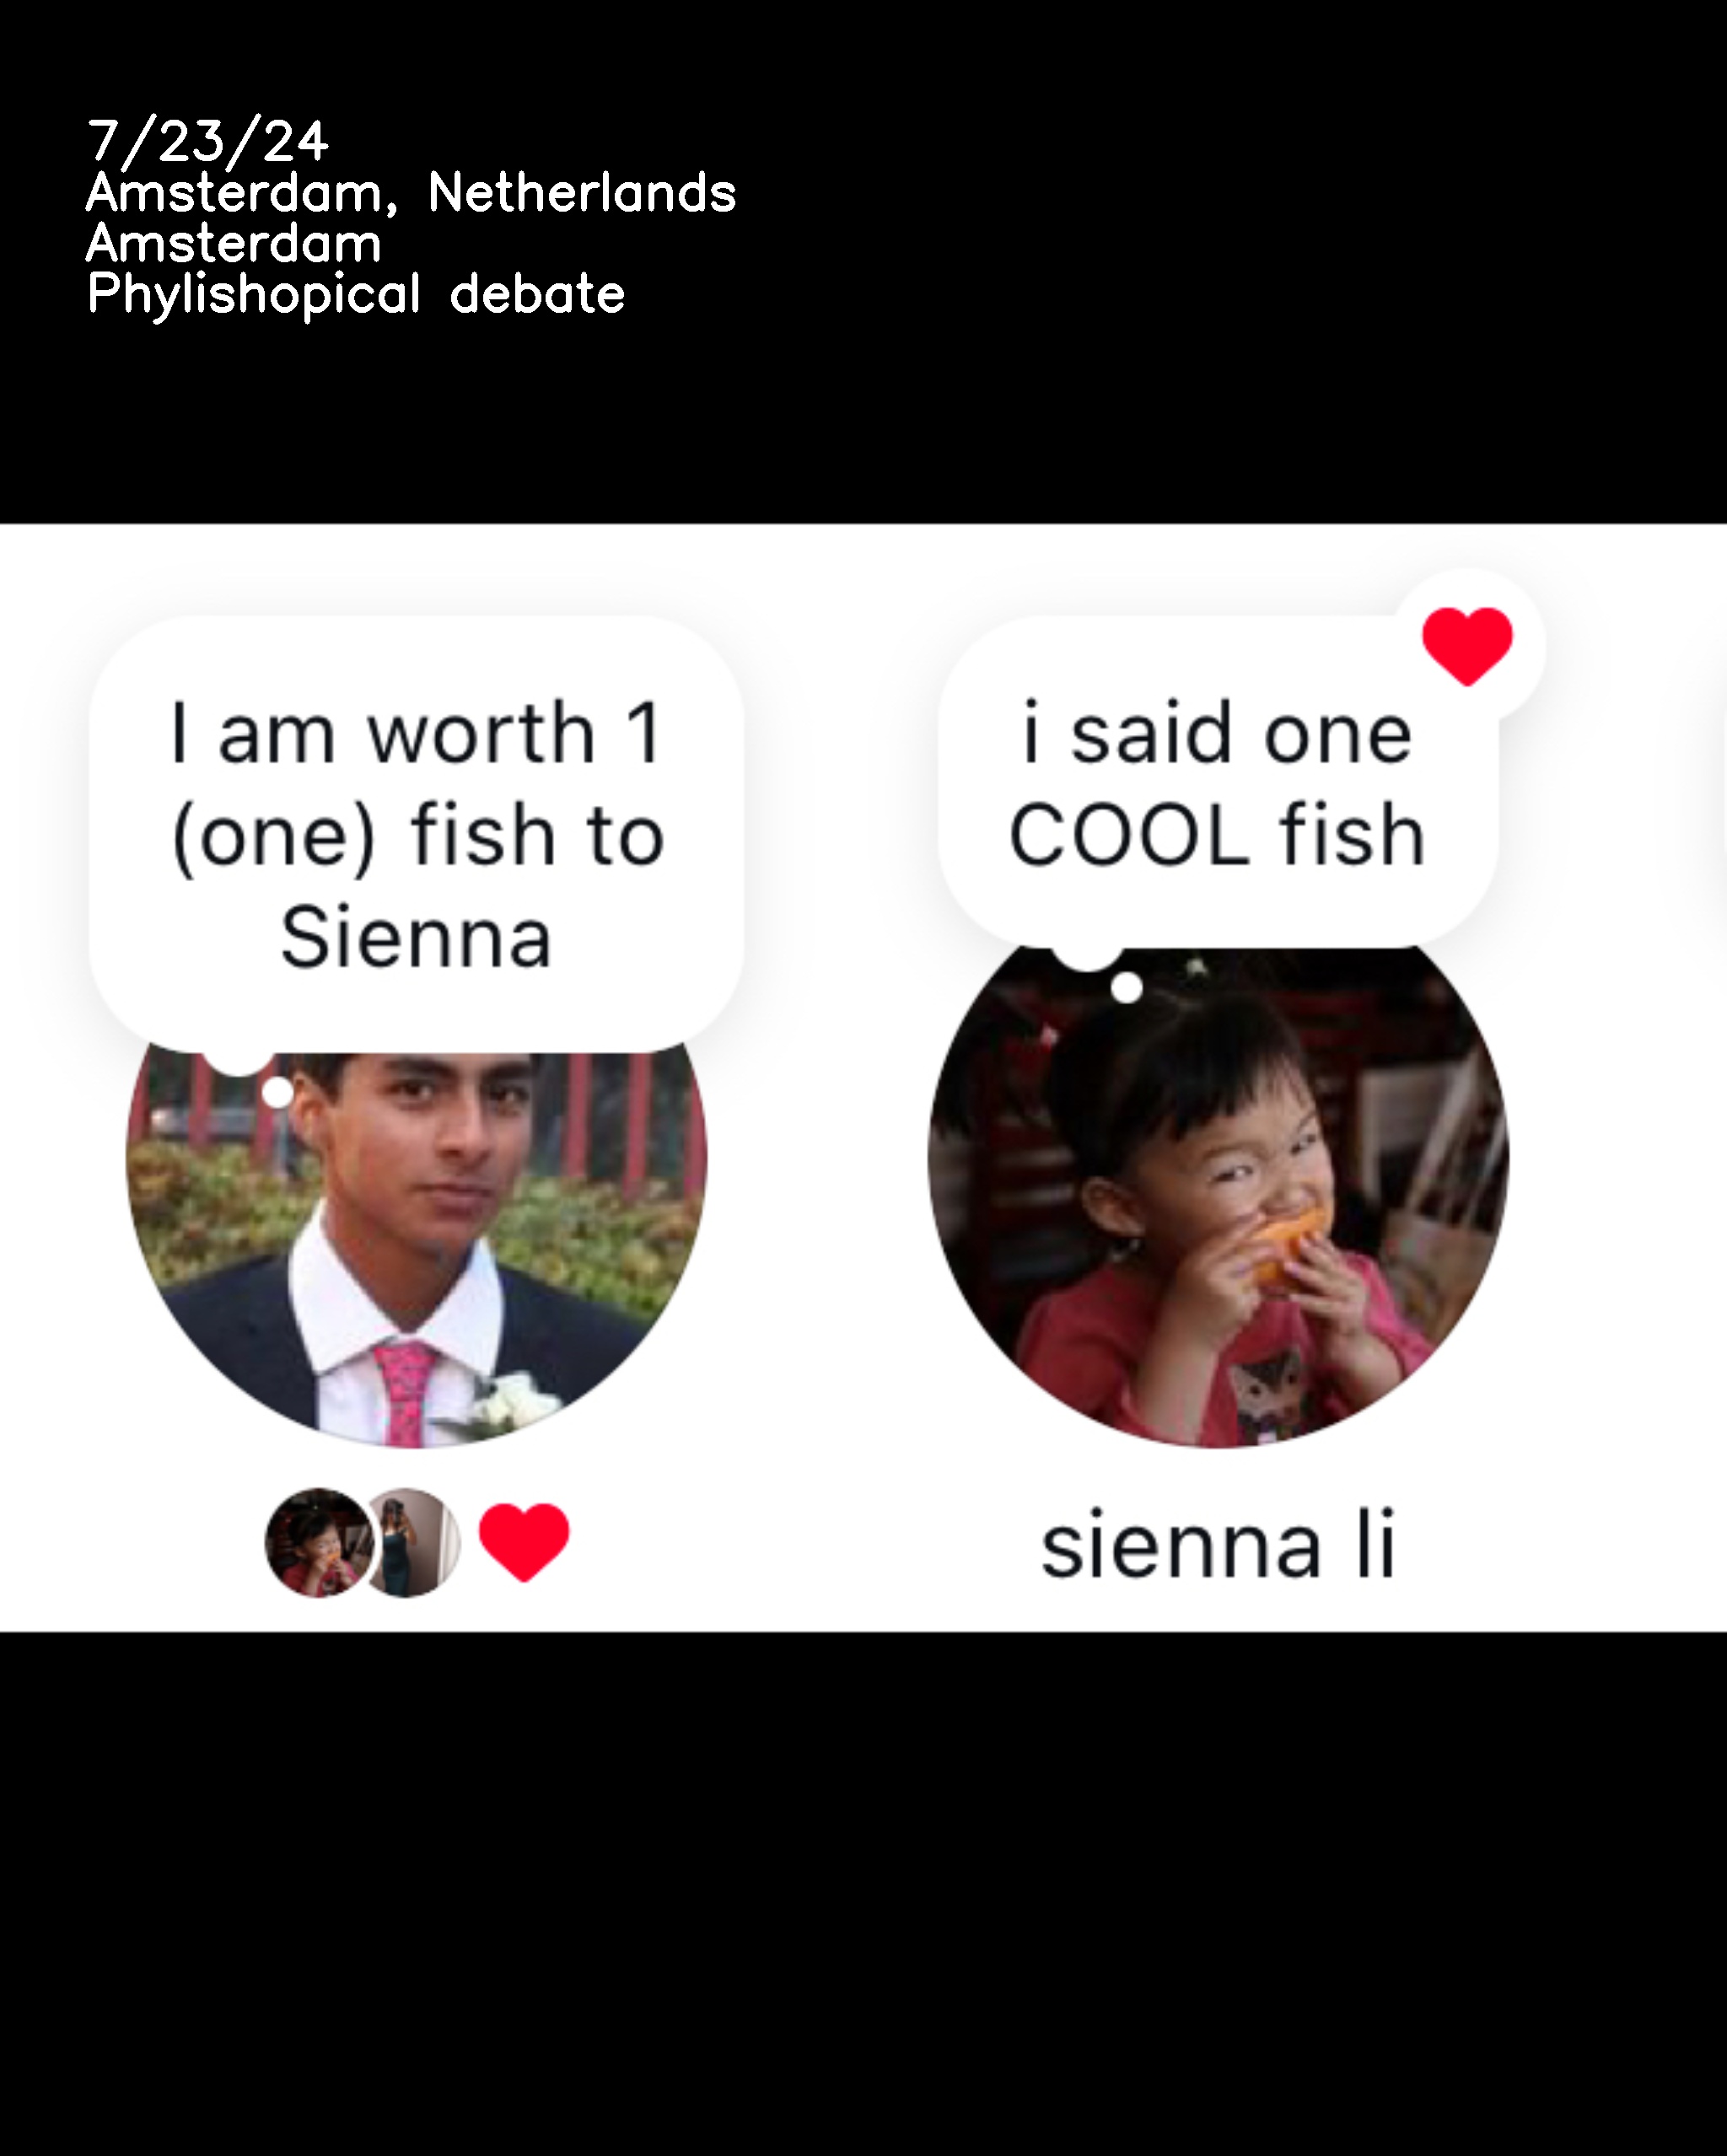 7/23/24
Amsterdam, Netherlands
Amsterdam
Phylishopical debate
I am worth 1
(one) fish to
Sienna
i said one
COOL fish
sienna li